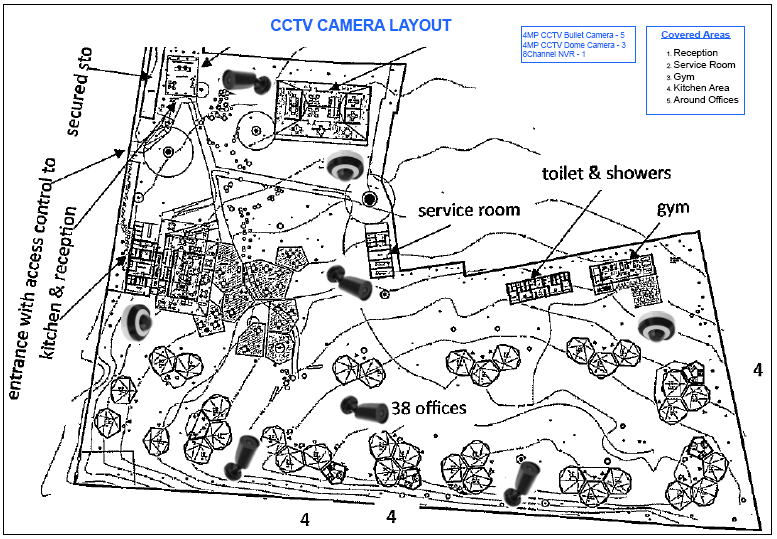 CCTV CAMERA LAYOUT
4MP CCTV Bullet Camera - 5
4MP CCTV Dome Camera - 3
8Channel NVR - 1
Covered Areas
1. Reception
2. Service Room
3. Gym
4. Kitchen Area
5. Around Offices
secured sto
entrance with access control to
kitchen & reception
toilet & showers
service room
gym
4
38 offices
4
4